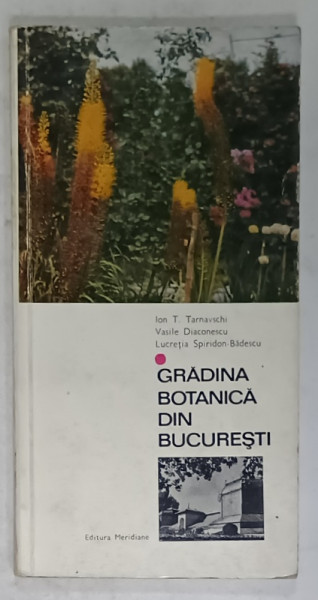 Ion T. Tarnavschi
Vasile Diaconescu
Lucreția Spiridon-Bădescu
GRĂDINA
BOTANICĂ
DIN
BUCUREȘTI
Editura Meridiane